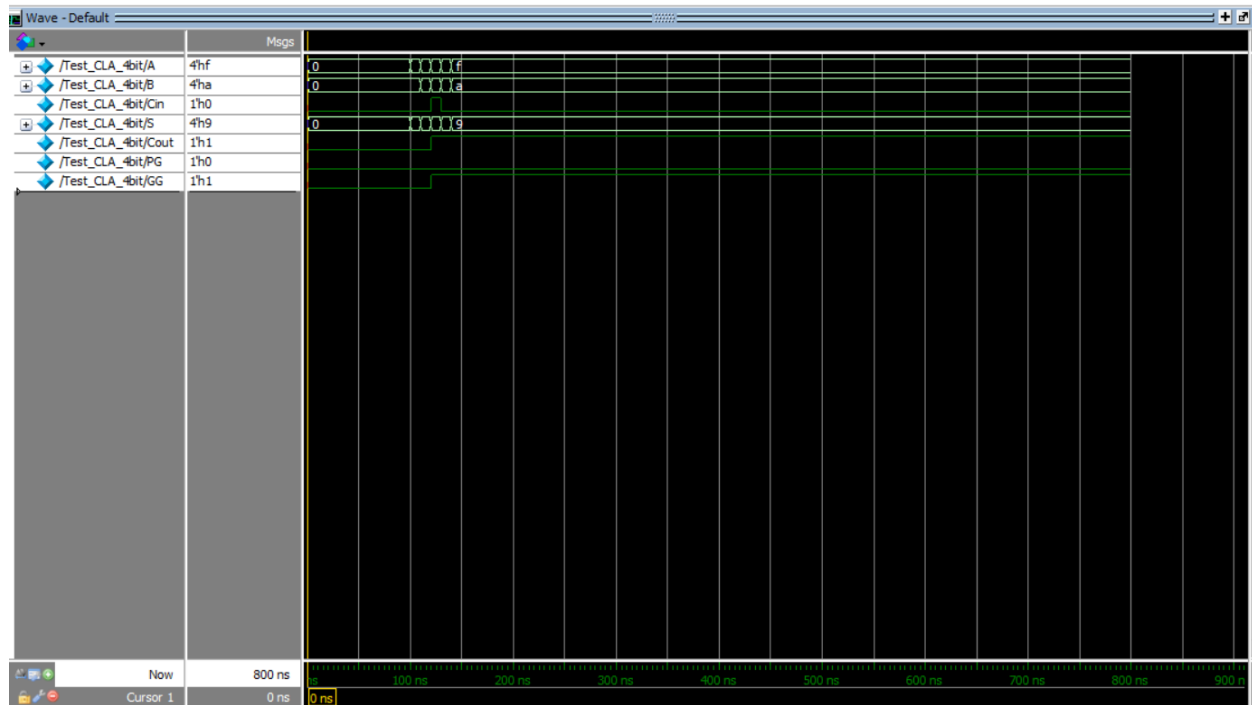 Wave - Default
Msgs
/Test_CLA_4bit/A 4'hf 0 f
/Test_CLA_4bit/B 4'ha 0 a
/Test_CLA_4bit/Cin 1'h0
/Test_CLA_4bit/S 4'h9 0 9
/Test_CLA_4bit/Cout 1'h1
/Test_CLA_4bit/PG 1'h0
/Test_CLA_4bit/GG 1'h1
Now 800 ns ns 100 ns 200 ns 300 ns 400 ns 500 ns 600 ns 700 ns 800 ns 900 n
Cursor 1 0 ns 0 ns